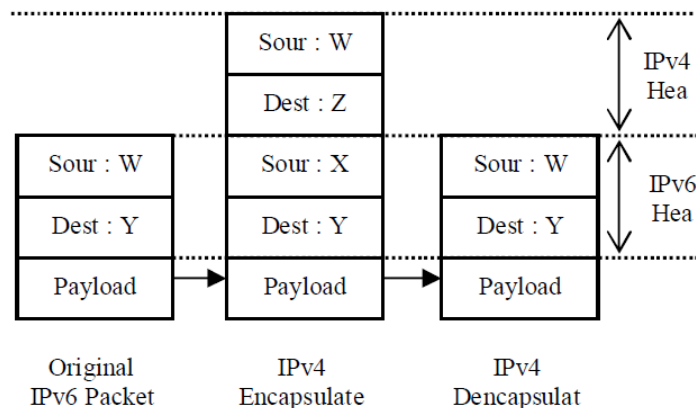 Sour : W
Dest : Z
IPv4
Hea
Sour : W
Dest : Y
Payload
Sour : X
Dest : Y
Payload
Sour : W
Dest : Y
Payload
IPv6
Hea
Original
IPv6 Packet
IPv4
Encapsulate
IPv4
Dencapsulat